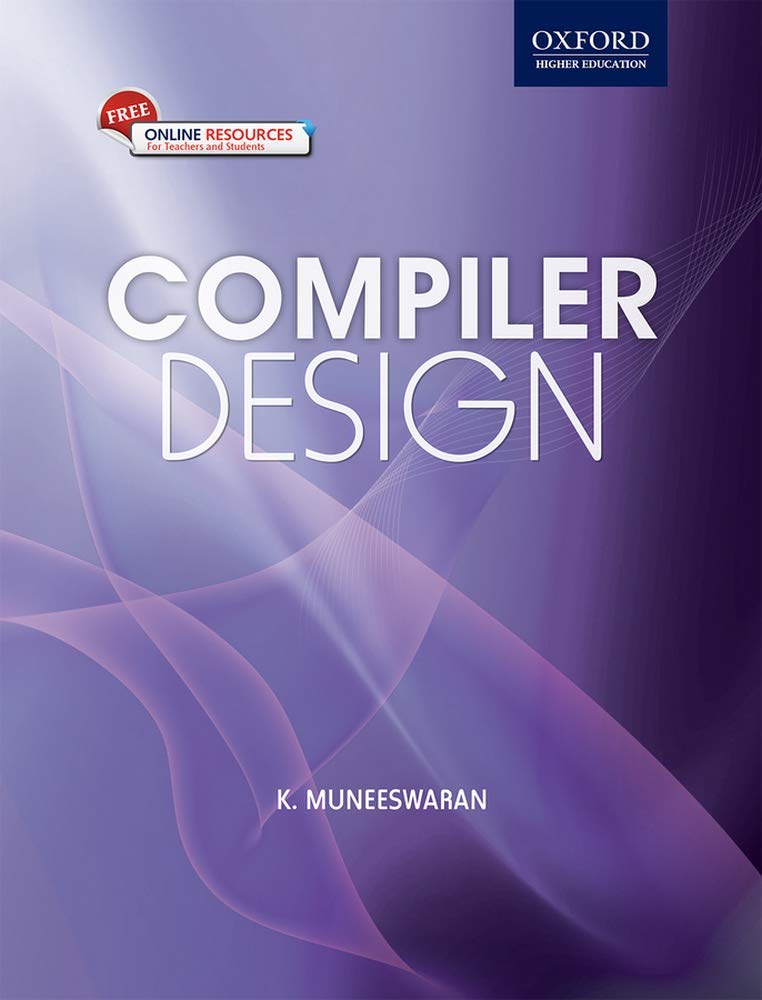 OXFORD
HIGHER EDUCATION
FREE
ONLINE RESOURCES
For Teachers and Students
COMPILER
DESIGN
K. MUNEESWARAN